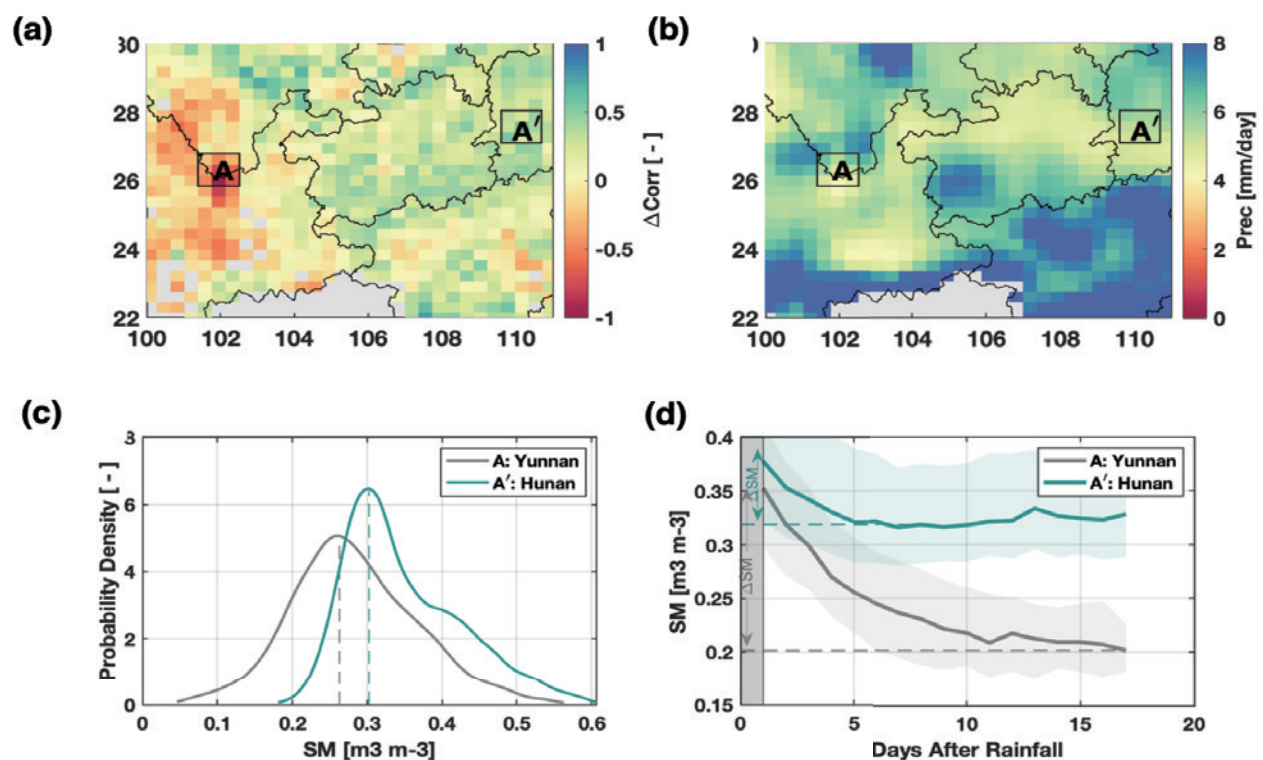 (a)
30
28
26
24
22
100 102 104 106 108 110
A
A′
1
0.5
0
-0.5
-1
ΔCorr [ - ]
(b)
30
28
26
24
22
100 102 104 106 108 110
A
A′
8
6
4
2
0
Prec [mm/day]
(c)
Probability Density [ - ]
8
6
4
2
0
0 0.1 0.2 0.3 0.4 0.5 0.6
SM [m3 m-3]
A: Yunnan
A′: Hunan
(d)
SM [m3 m-3]
0.4
0.35
0.3
0.25
0.2
0.15
0 5 10 15 20
Days After Rainfall
ΔSM
ΔSM
A: Yunnan
A′: Hunan